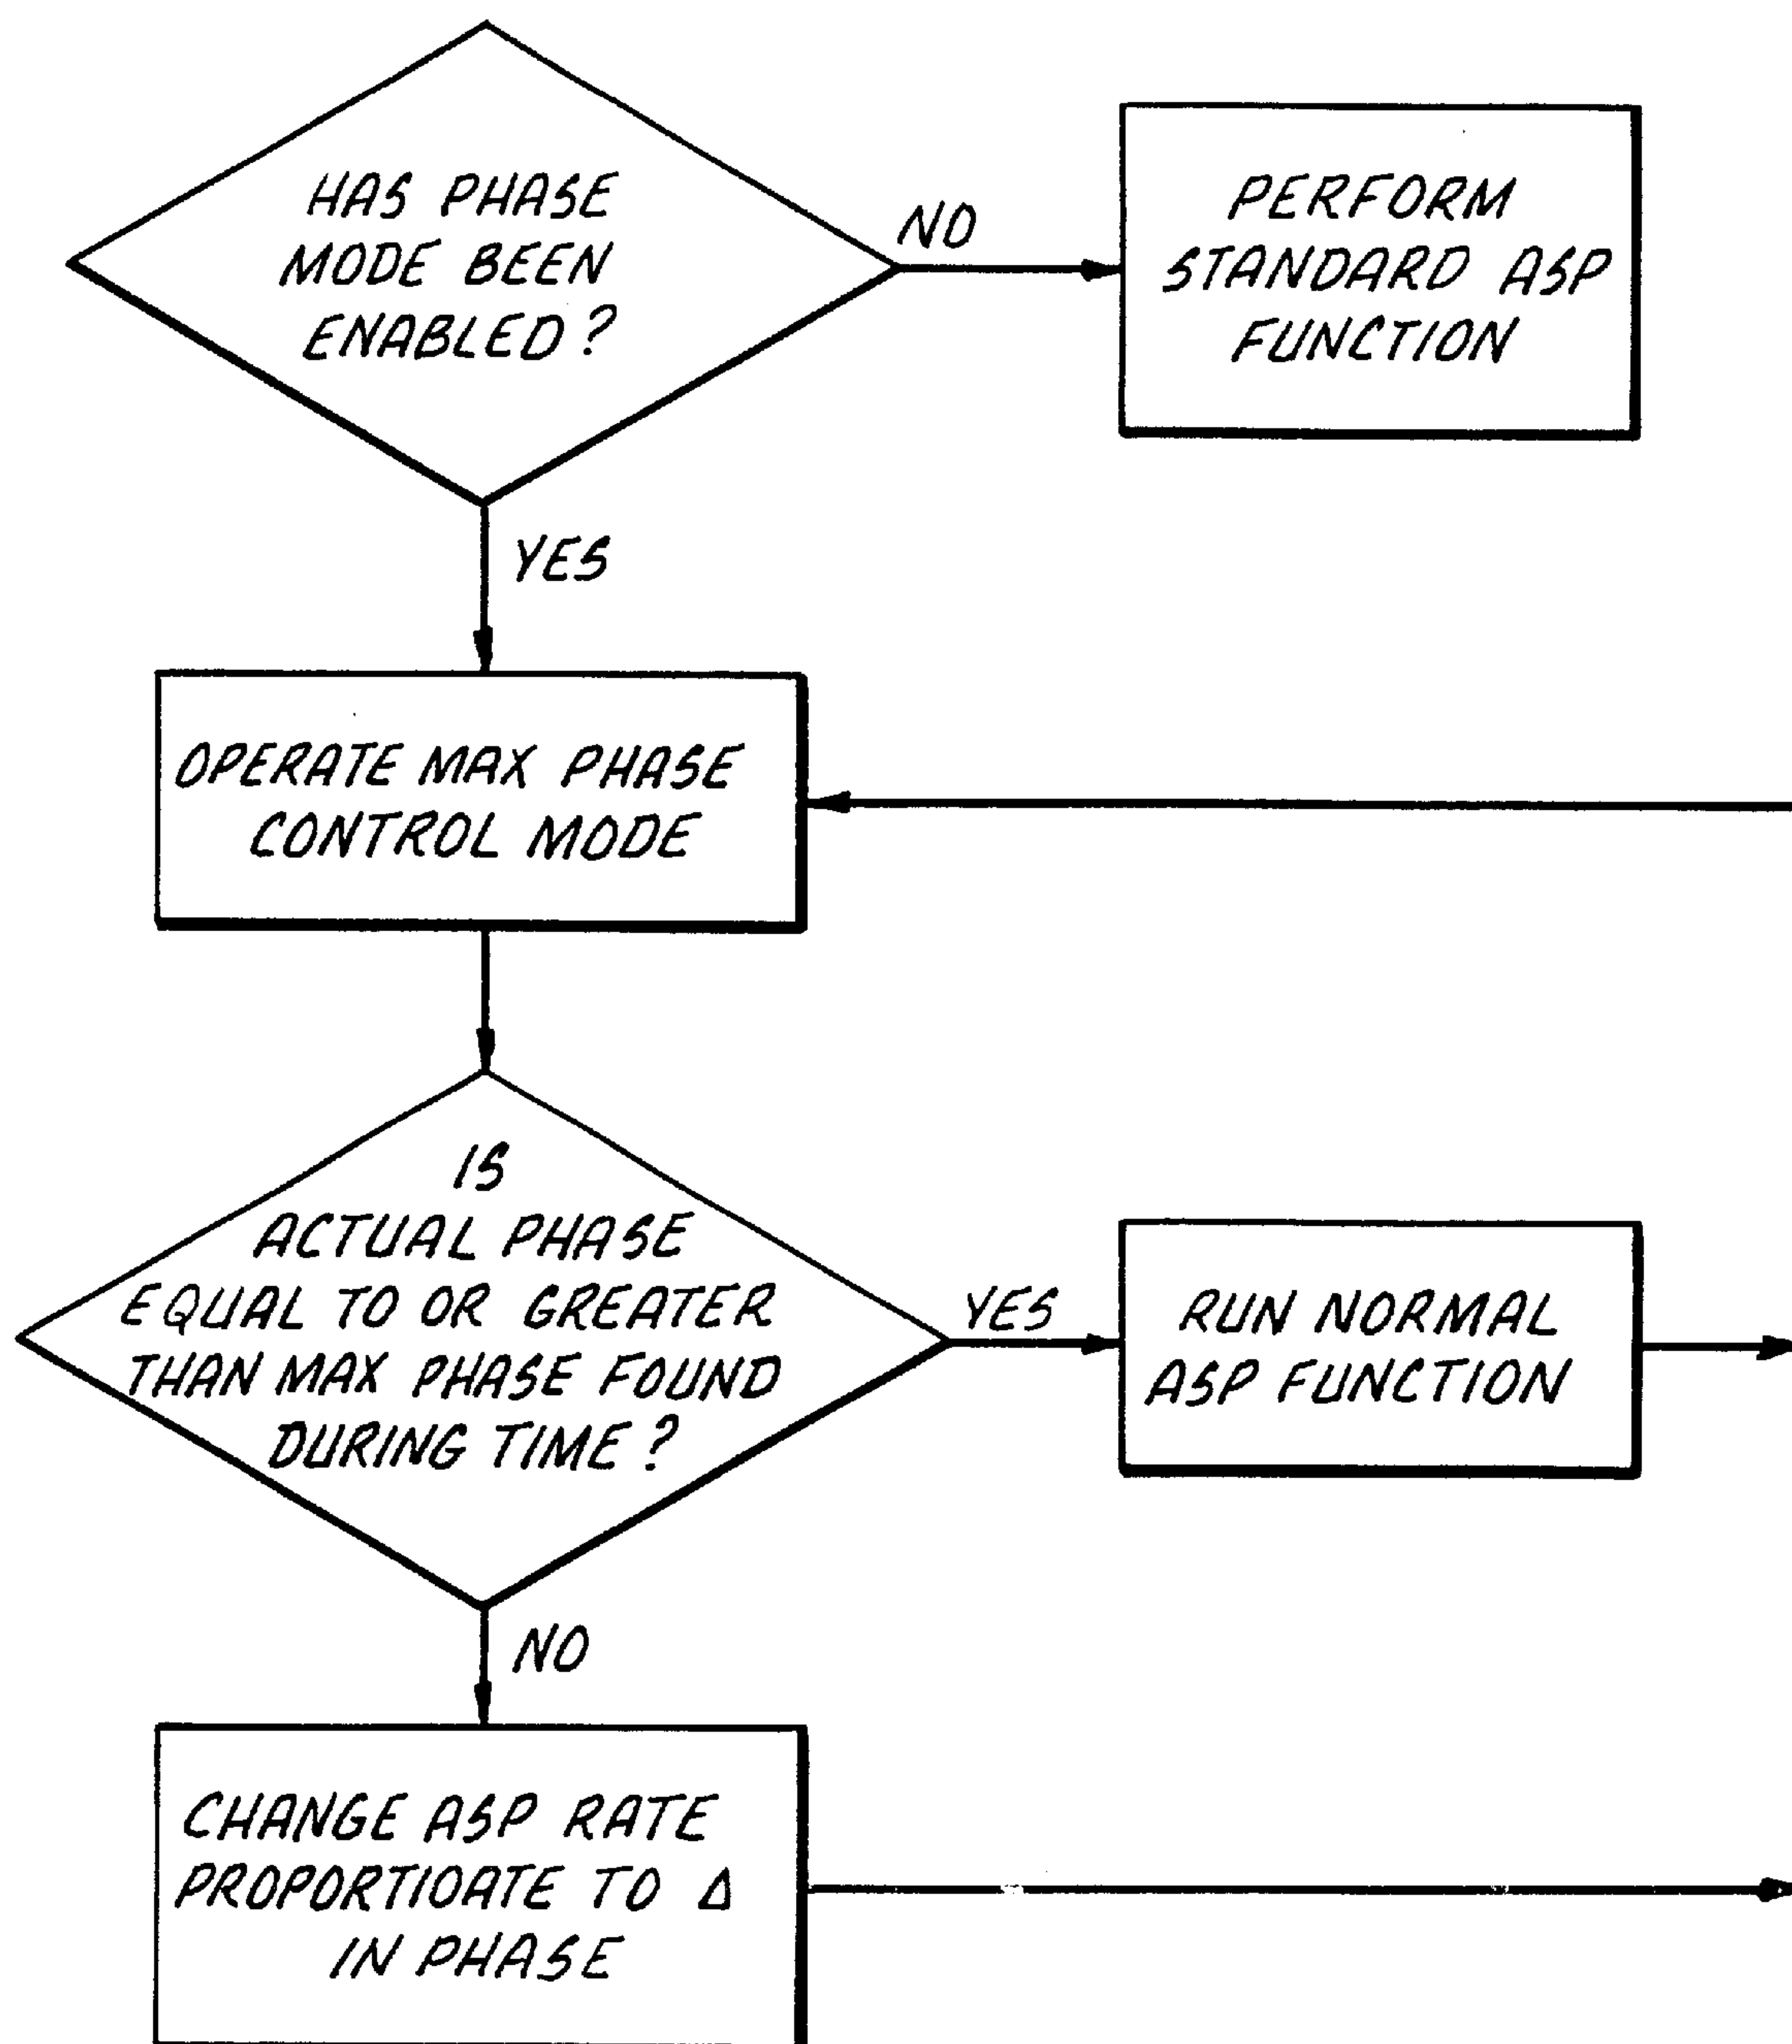 HAS PHASE
MODE BEEN
ENABLED?
NO
PERFORM
STANDARD ASP
FUNCTION
YES
OPERATE MAX PHASE
CONTROL MODE
IS
ACTUAL PHASE
EQUAL TO OR GREATER
THAN MAX PHASE FOUND
DURING TIME?
YES
RUN NORMAL
ASP FUNCTION
NO
CHANGE ASP RATE
PROPORTIOATE TO Δ
IN PHASE